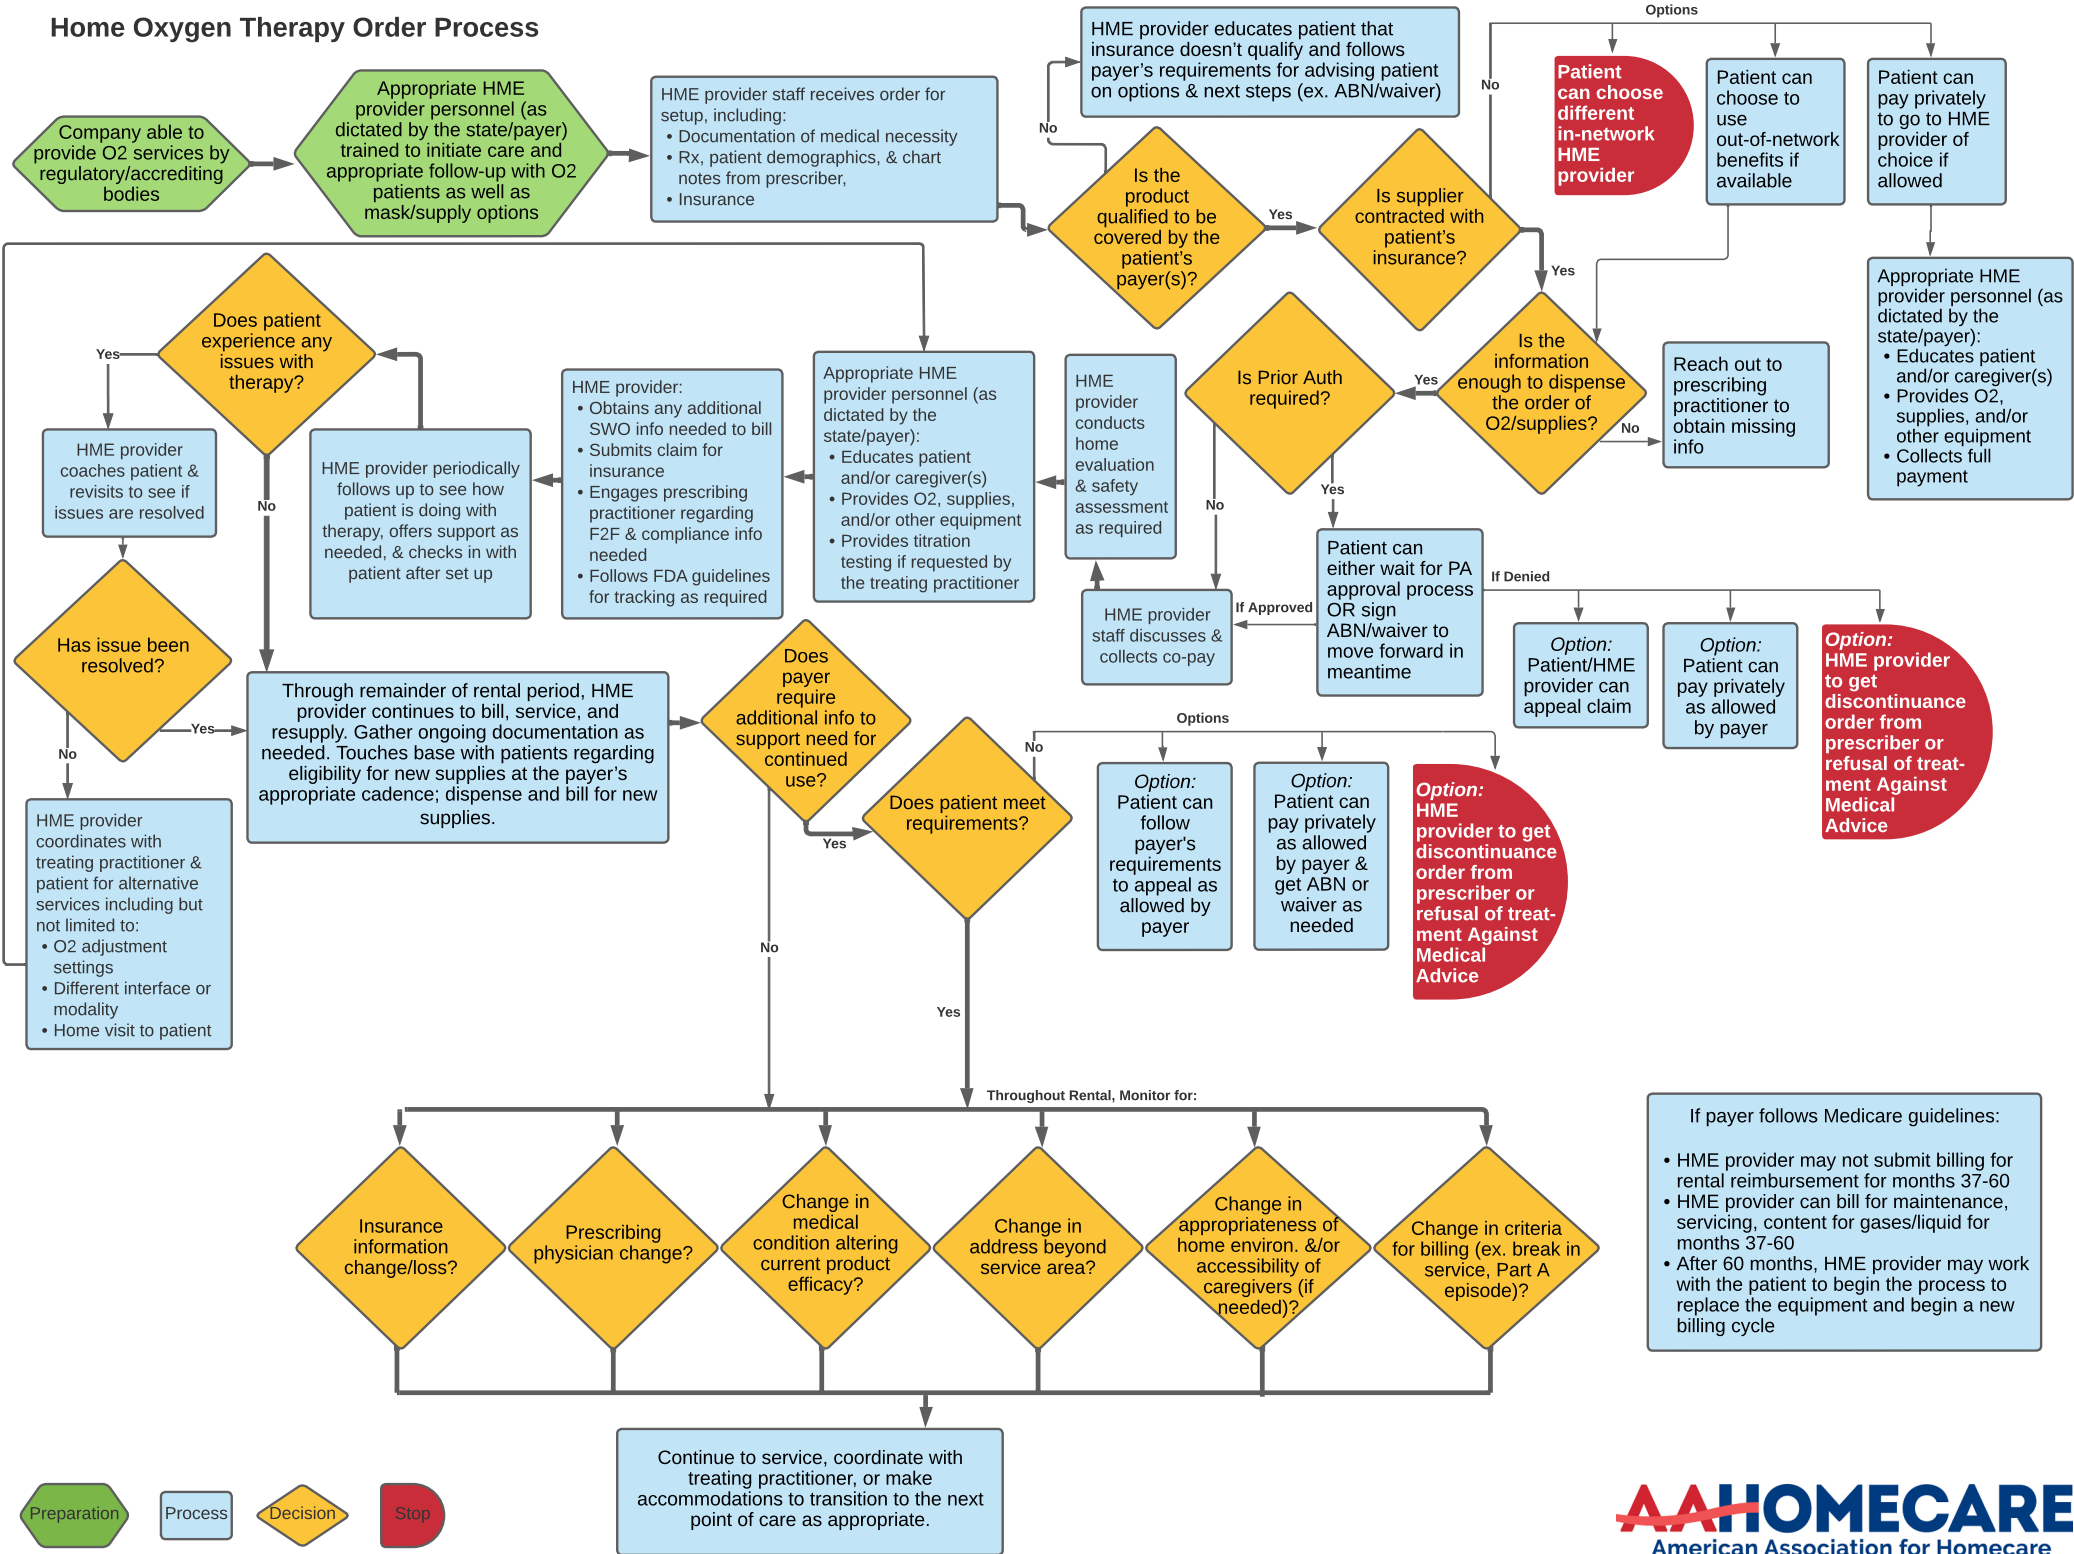 Home Oxygen Therapy Order Process
Company able to
provide O2 services by
regulatory/accrediting
bodies
Appropriate HME
provider personnel (as
dictated by the state/payer)
trained to initiate care and
appropriate follow-up with O2
patients as well as
mask/supply options
HME provider staff receives order for
setup, including:
• Documentation of medical necessity
• Rx, patient demographics, & chart
notes from prescriber,
• Insurance
No
HME provider educates patient that
insurance doesn't qualify and follows
payer's requirements for advising patient
on options & next steps (ex. ABN/waiver)
Is the
product
qualified to be
covered by the
patient's
payer(s)?
Yes
Is supplier
contracted with
patient's
insurance?
No
Options
Patient
can choose
different
in-network
HME
provider
Patient can
choose to
use
out-of-network
benefits if
available
Patient can
pay privately
to go to HME
provider of
choice if
allowed
Appropriate HME
provider personnel (as
dictated by the
state/payer):
• Educates patient
and/or caregiver(s)
• Provides O2,
supplies, and/or
other equipment
• Collects full
payment
Yes
Is the
information
enough to dispense
the order of
O2/supplies?
No
Reach out to
prescribing
practitioner to
obtain missing
info
Yes
Is Prior Auth
required?
No
Yes
Patient can
either wait for PA
approval process
OR sign
ABN/waiver to
move forward in
meantime
If Denied
Option:
Patient/HME
provider can
appeal claim
Option:
Patient can
pay privately
as allowed
by payer
Option:
HME provider
to get
discontinuance
order from
prescriber or
refusal of treat-
ment Against
Medical
Advice
If Approved
HME provider
staff discusses &
collects co-pay
HME
provider
conducts
home
evaluation
& safety
assessment
as required
Appropriate HME
provider personnel (as
dictated by the
state/payer):
• Educates patient
and/or caregiver(s)
• Provides O2, supplies,
and/or other equipment
• Provides titration
testing if requested by
the treating practitioner
HME provider:
• Obtains any additional
SWO info needed to bill
• Submits claim for
insurance
• Engages prescribing
practitioner regarding
F2F & compliance info
needed
• Follows FDA guidelines
for tracking as required
HME provider periodically
follows up to see how
patient is doing with
therapy, offers support as
needed, & checks in with
patient after set up
Does patient
experience any
issues with
therapy?
Yes
HME provider
coaches patient &
revisits to see if
issues are resolved
No
Has issue been
resolved?
Yes
No
HME provider
coordinates with
treating practitioner &
patient for alternative
services including but
not limited to:
• O2 adjustment
settings
• Different interface or
modality
• Home visit to patient
Through remainder of rental period, HME
provider continues to bill, service, and
resupply. Gather ongoing documentation as
needed. Touches base with patients regarding
eligibility for new supplies at the payer's
appropriate cadence; dispense and bill for new
supplies.
Does
payer
require
additional info to
support need for
continued
use?
Yes
No
Does patient meet
requirements?
No
Options
Option:
Patient can
follow
payer's
requirements
to appeal as
allowed by
payer
Option:
Patient can
pay privately
as allowed
by payer &
get ABN or
waiver as
needed
Option:
HME
provider to get
discontinuance
order from
prescriber or
refusal of treat-
ment Against
Medical
Advice
Yes
Throughout Rental, Monitor for:
Insurance
information
change/loss?
Prescribing
physician change?
Change in
medical
condition altering
current product
efficacy?
Change in
address beyond
service area?
Change in
appropriateness of
home environ. &/or
accessibility of
caregivers (if
needed)?
Change in criteria
for billing (ex. break in
service, Part A
episode)?
If payer follows Medicare guidelines:
• HME provider may not submit billing for
rental reimbursement for months 37-60
• HME provider can bill for maintenance,
servicing, content for gases/liquid for
months 37-60
• After 60 months, HME provider may work
with the patient to begin the process to
replace the equipment and begin a new
billing cycle
Continue to service, coordinate with
treating practitioner, or make
accommodations to transition to the next
point of care as appropriate.
Preparation
Process
Decision
Stop
AAHOMECARE
American Association for Homecare